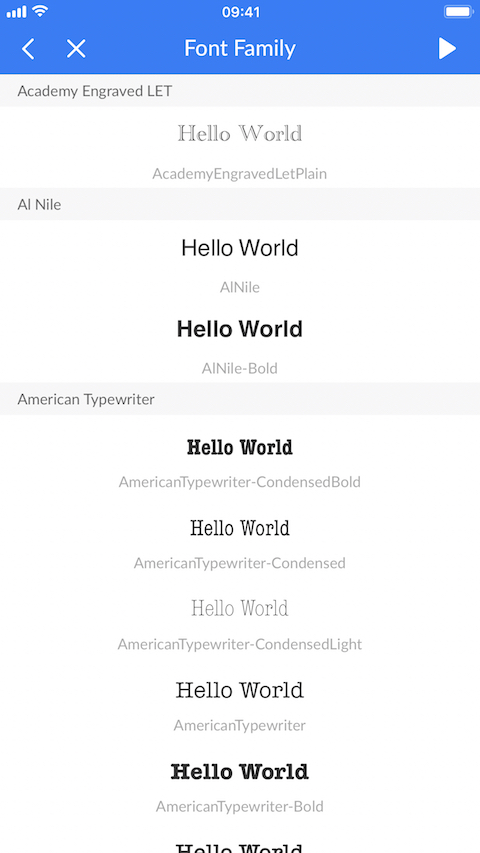 09:41
Font Family
Academy Engraved LET
Hello World
AcademyEngravedLetPlain
Al Nile
Hello World
AlNile
Hello World
AlNile-Bold
American Typewriter
Hello World
AmericanTypewriter-CondensedBold
Hello World
AmericanTypewriter-Condensed
Hello World
AmericanTypewriter-CondensedLight
Hello World
AmericanTypewriter
Hello World
AmericanTypewriter-Bold
Hello World